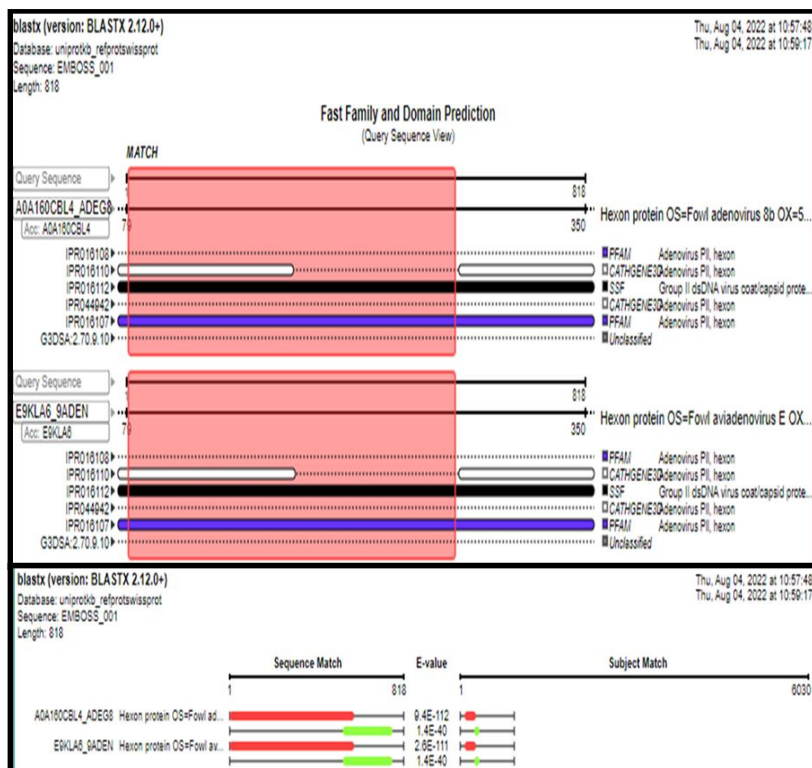 blastx (version: BLASTX 2.12.0+)
Thu, Aug 04, 2022 at 10:57:48
Database: uniprotkb_refprotswissprot
Thu, Aug 04, 2022 at 10:59:17
Sequence: EMBOSS_001
Length: 818
Fast Family and Domain Prediction
(Query Sequence View)
MATCH
Query Sequence
818
A0A160CBL4_ADEG8 79 350 Hexon protein OS=Fowl adenovirus 8b OX=5...
Acc: A0A160CBL4
IPR016108 PFAM Adenovirus PII, hexon
IPR016110 CATHGENE3D Adenovirus PII, hexon
IPR016112 SSF Group II dsDNA virus coat/capsid prote...
IPR044942 CATHGENE3D Adenovirus PII, hexon
IPR016107 PFAM Adenovirus PII, hexon
G3DSA:2.70.9.10 Unclassified
Query Sequence
818
E9KLA6_9ADEN 79 350 Hexon protein OS=Fowl aviadenovirus E OX...
Acc: E9KLA6
IPR016108 PFAM Adenovirus PII, hexon
IPR016110 CATHGENE3D Adenovirus PII, hexon
IPR016112 SSF Group II dsDNA virus coat/capsid prote...
IPR044942 CATHGENE3D Adenovirus PII, hexon
IPR016107 PFAM Adenovirus PII, hexon
G3DSA:2.70.9.10 Unclassified
blastx (version: BLASTX 2.12.0+)
Thu, Aug 04, 2022 at 10:57:48
Database: uniprotkb_refprotswissprot
Thu, Aug 04, 2022 at 10:59:17
Sequence: EMBOSS_001
Length: 818
Sequence Match E-value Subject Match
1 818 1 6030
A0A160CBL4_ADEG8 Hexon protein OS=Fowl ad... 9.4E-112
1.4E-40
E9KLA6_9ADEN Hexon protein OS=Fowl av... 2.6E-111
1.4E-40